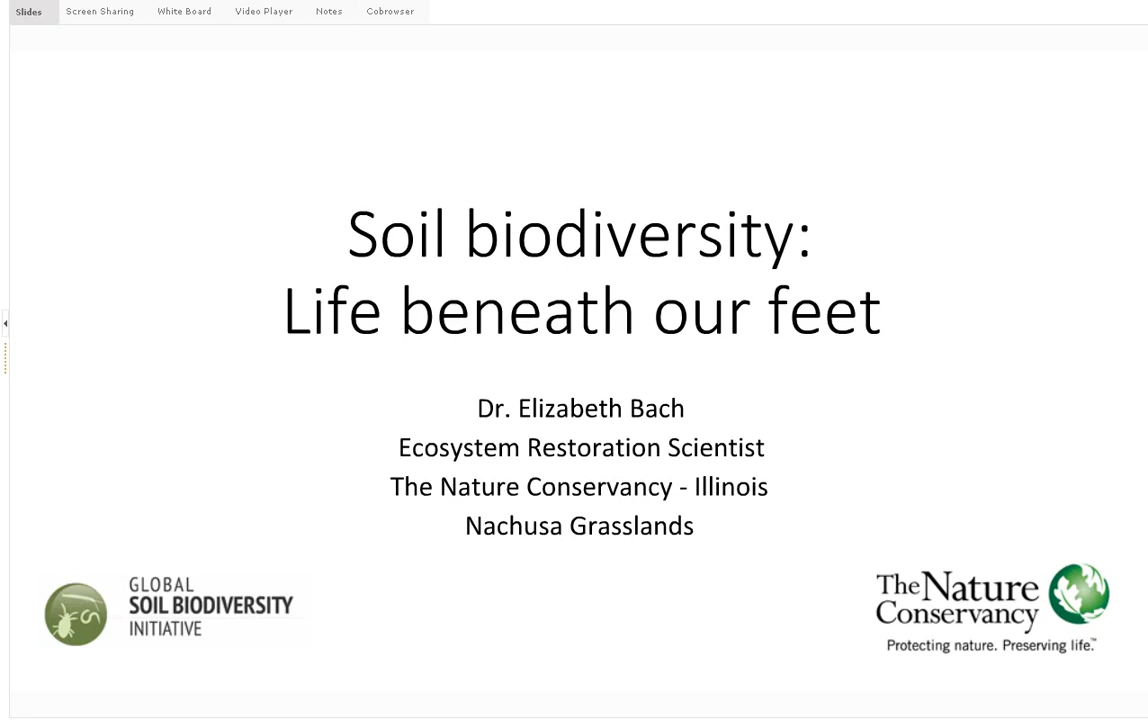 Slides Screen Sharing White Board Video Player Notes Cobrowser
Soil biodiversity:
Life beneath our feet
Dr. Elizabeth Bach
Ecosystem Restoration Scientist
The Nature Conservancy - Illinois
Nachusa Grasslands
GLOBAL
SOIL BIODIVERSITY
INITIATIVE
The Nature
Conservancy
Protecting nature. Preserving life.™